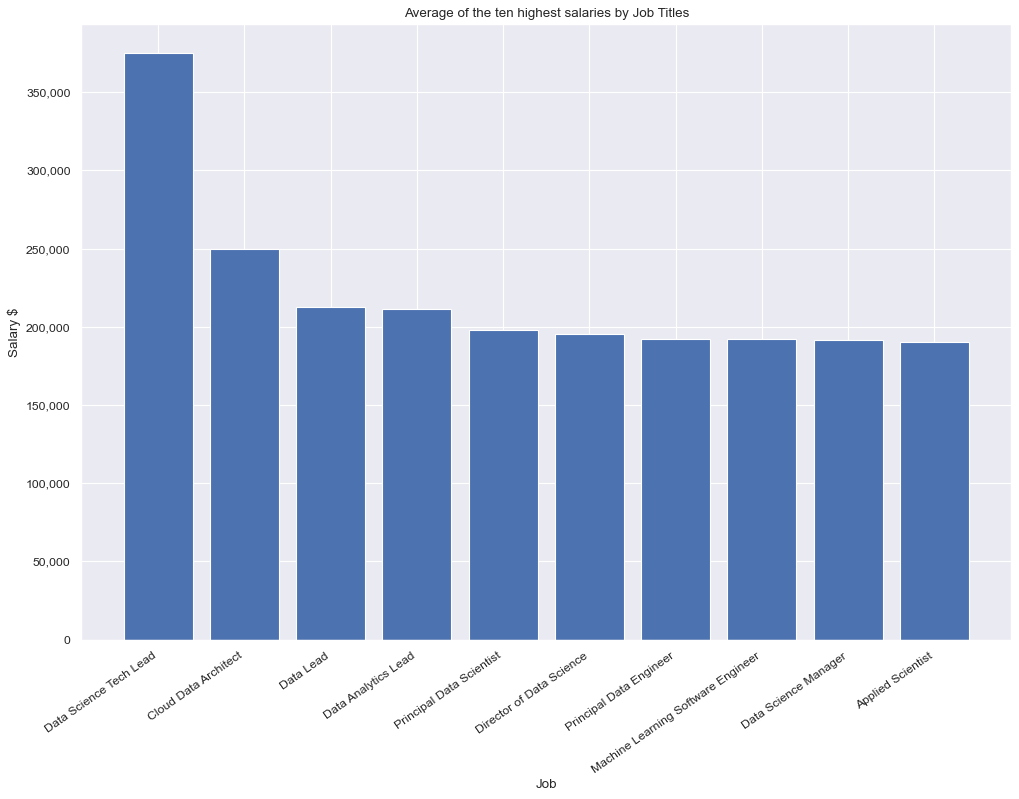 Average of the ten highest salaries by Job Titles
Salary $
350,000
300,000
250,000
200,000
150,000
100,000
50,000
0
Data Science Tech Lead
Cloud Data Architect
Data Lead
Data Analytics Lead
Principal Data Scientist
Director of Data Science
Principal Data Engineer
Machine Learning Software Engineer
Data Science Manager
Applied Scientist
Job